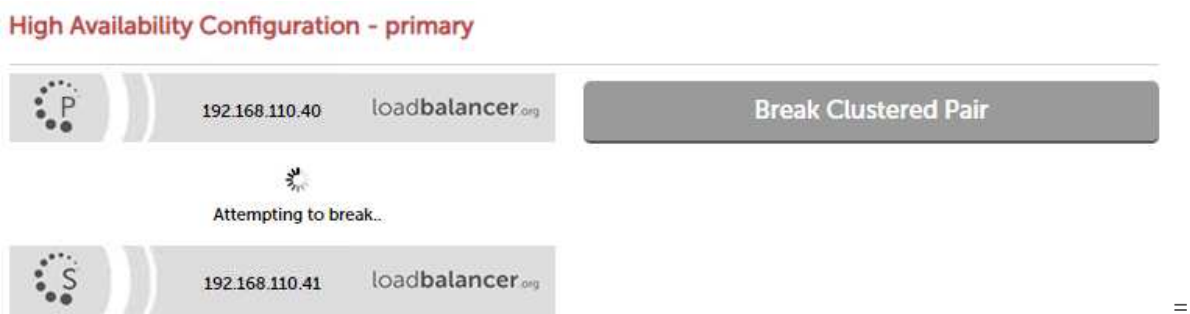 High Availability Configuration - primary
P 192.168.110.40 loadbalancer.org
Break Clustered Pair
Attempting to break..
S 192.168.110.41 loadbalancer.org
=